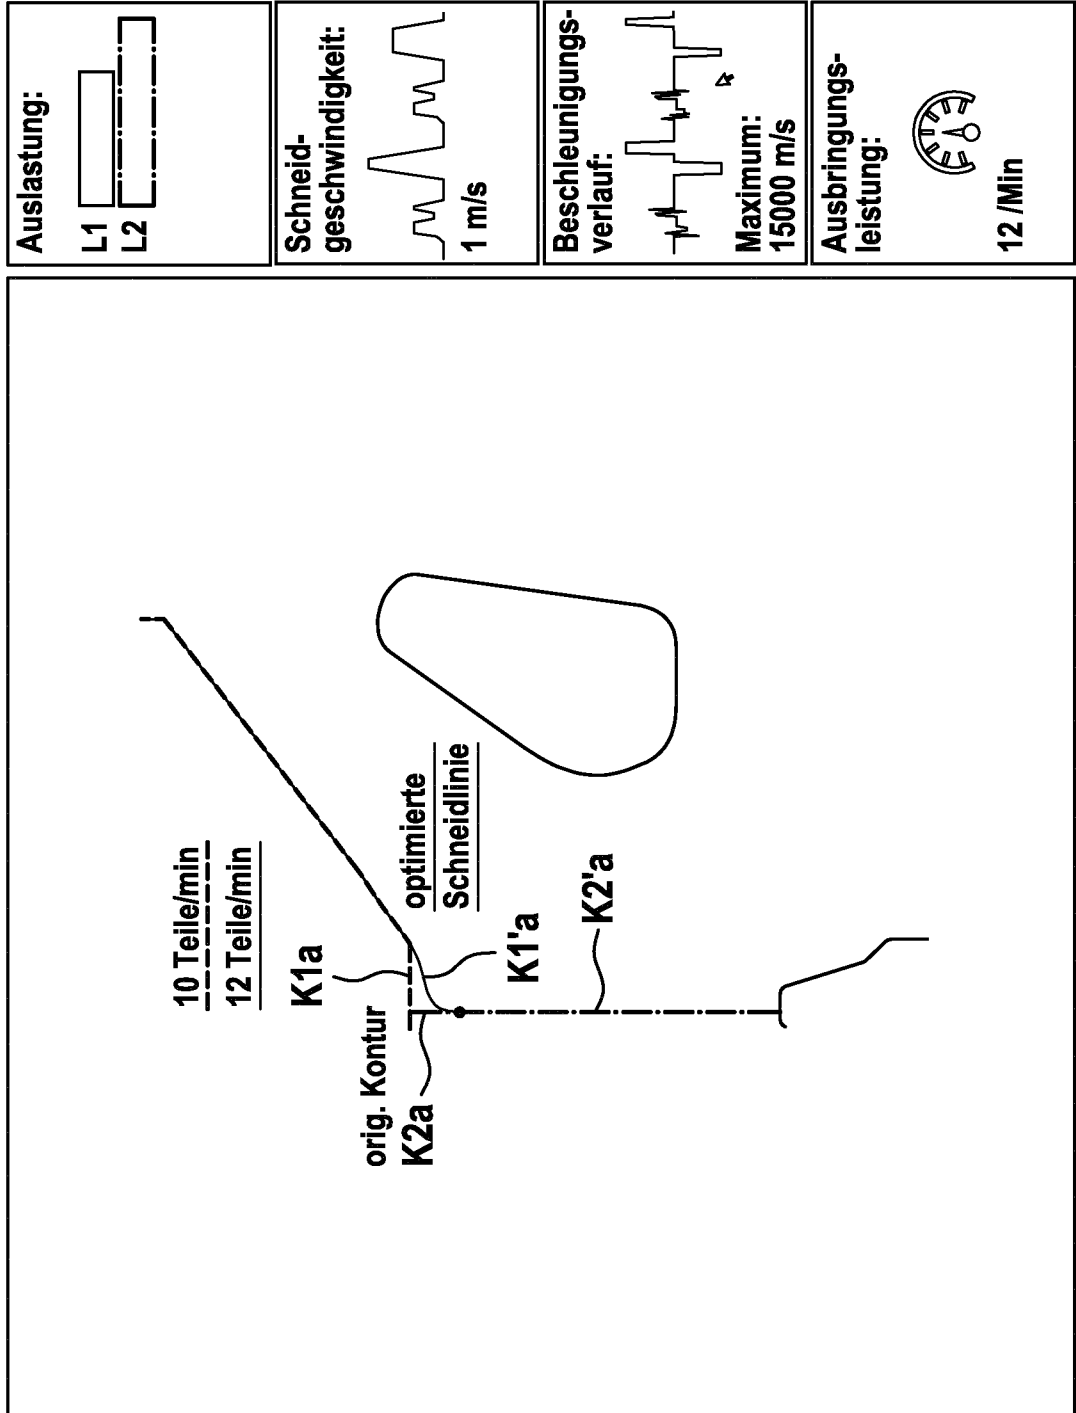 Auslastung:
L1
L2
Schneid-
geschwindigkeit:
1 m/s
Beschleunigungs-
verlauf:
Maximum:
15000 m/s
Ausbringungs-
leistung:
12 /Min
10 Teile/min
12 Teile/min
K1a
orig. Kontur
K2a
optimierte
Schneidlinie
K1'a
K2'a